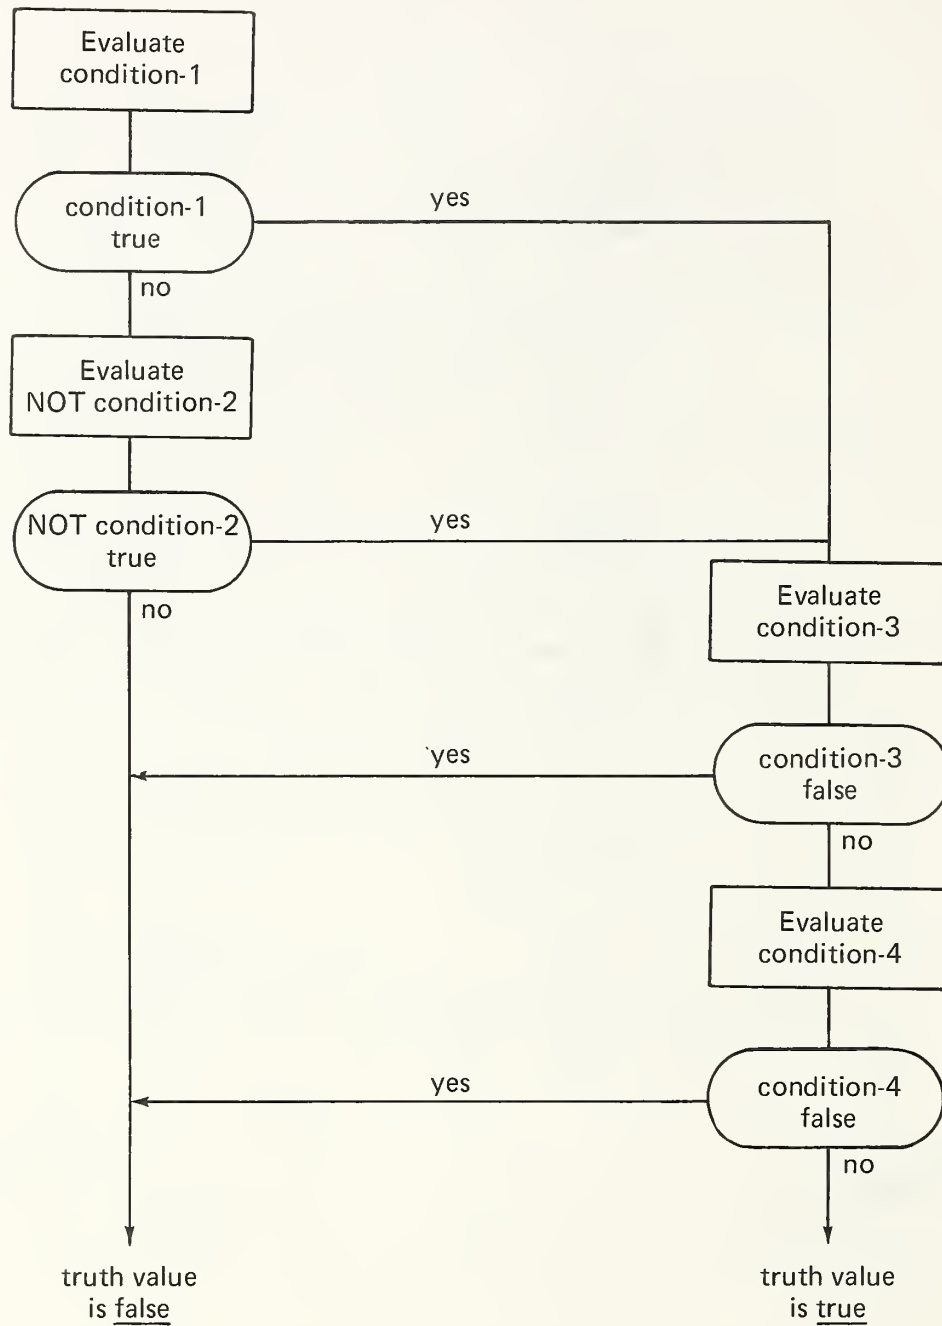 Evaluate
condition-1
condition-1
true
yes
no
Evaluate
NOT condition-2
NOT condition-2
true
yes
no
Evaluate
condition-3
condition-3
false
yes
no
Evaluate
condition-4
condition-4
false
yes
no
truth value
is false
truth value
is true